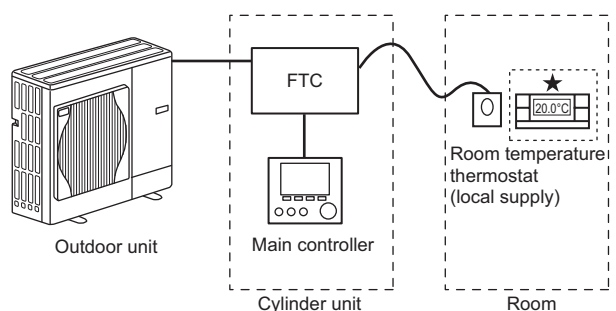 FTC
★
20.0°C
Room temperature
thermostat
(local supply)
Outdoor unit
Main controller
Cylinder unit
Room